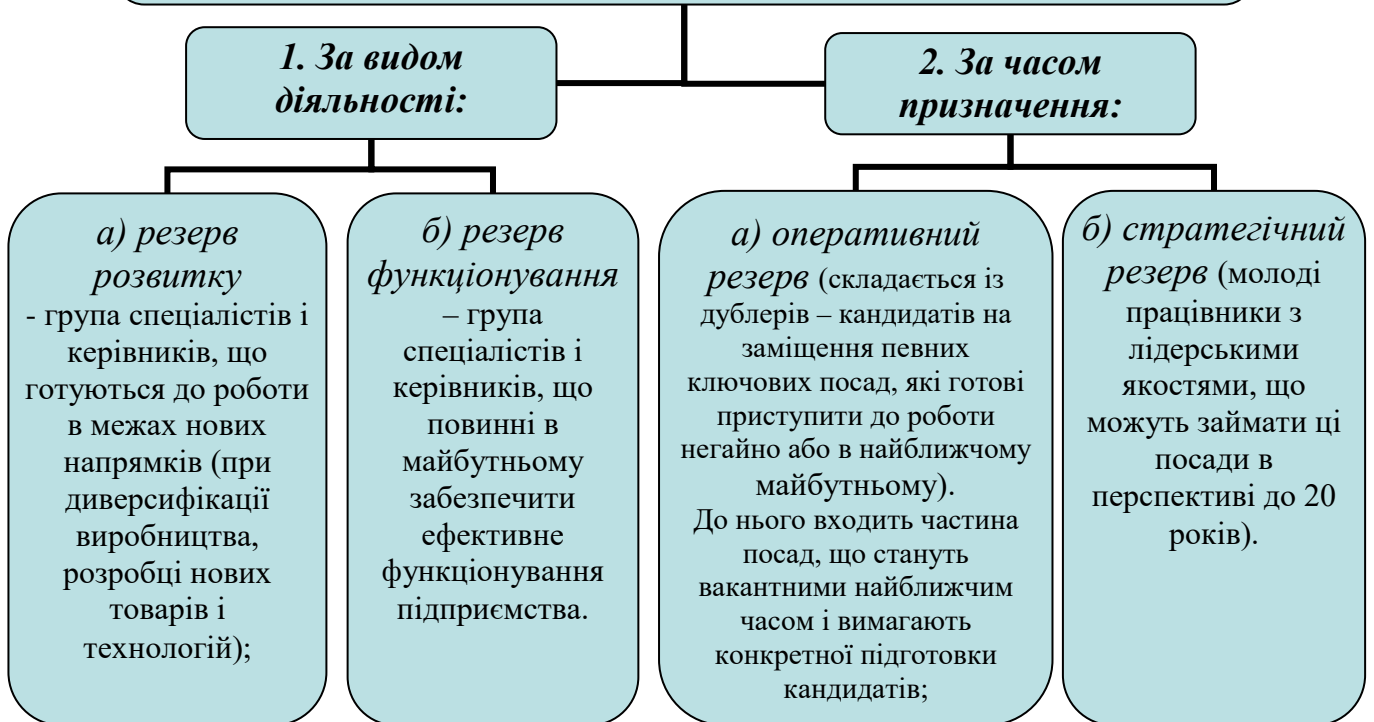 1. За видом
діяльності:
2. За часом
призначення:
а) резерв
розвитку
- група спеціалістів і
керівників, що
готуються до роботи
в межах нових
напрямків (при
диверсифікації
виробництва,
розробці нових
товарів і
технологій);
б) резерв
функціонування
– група
спеціалістів і
керівників, що
повинні в
майбутньому
забезпечити
ефективне
функціонування
підприємства.
а) оперативний
резерв (складається із
дублерів – кандидатів на
заміщення певних
ключових посад, які готові
приступити до роботи
негайно або в найближчому
майбутньому).
До нього входить частина
посад, що стануть
вакантними найближчим
часом і вимагають
конкретної підготовки
кандидатів;
б) стратегічний
резерв (молоді
працівники з
лідерськими
якостями, що
можуть займати ці
посади в
перспективі до 20
років).